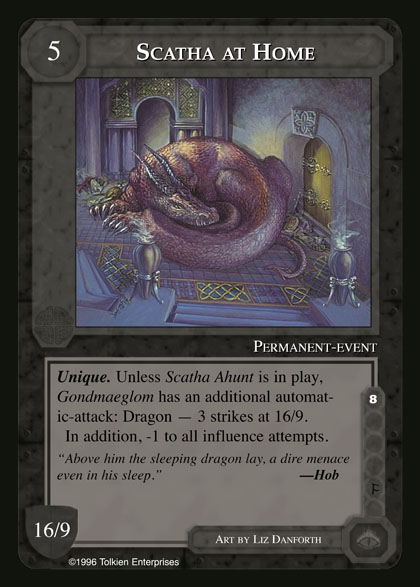 5
SCATHA AT HOME
PERMANENT-EVENT
Unique. Unless Scatha Ahunt is in play,
Gondmaeglom has an additional automat-
ic-attack: Dragon — 3 strikes at 16/9.
In addition, -1 to all influence attempts.
“Above him the sleeping dragon lay, a dire menace
even in his sleep.” —Hob
8
F
16/9
ART BY LIZ DANFORTH
©1996 Tolkien Enterprises